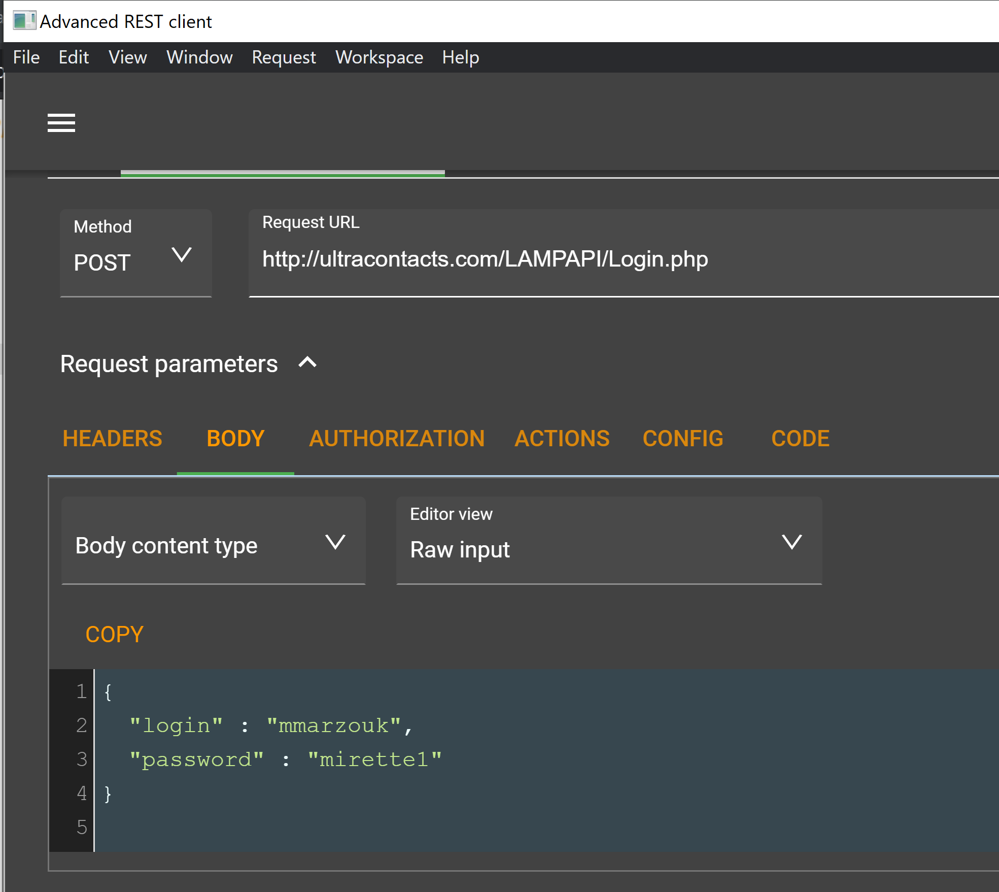 Advanced REST client
File Edit View Window Request Workspace Help
Method
POST
Request URL
http://ultracontacts.com/LAMPAPI/Login.php
Request parameters
HEADERS BODY AUTHORIZATION ACTIONS CONFIG CODE
Body content type
Editor view
Raw input
COPY
1 {
2 "login" : "mmarzouk",
3 "password" : "mirette1"
4 }
5